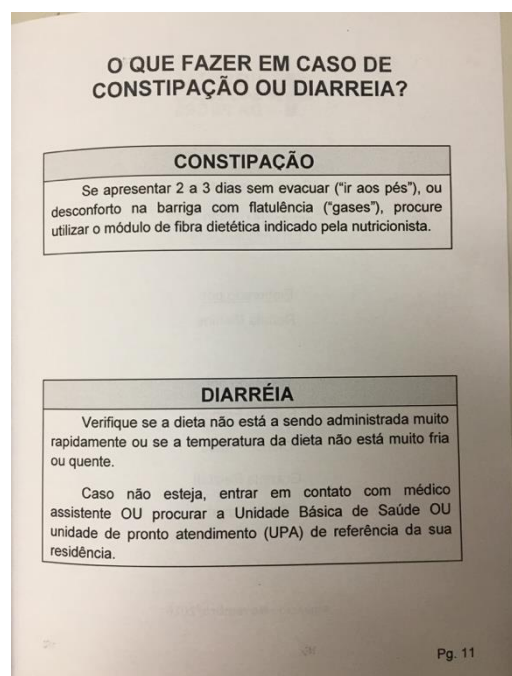 O QUE FAZER EM CASO DE
CONSTIPAÇÃO OU DIARREIA?
CONSTIPAÇÃO
Se apresentar 2 a 3 dias sem evacuar (“ir aos pés”), ou
desconforto na barriga com flatulência (“gases”), procure
utilizar o módulo de fibra dietética indicado pela nutricionista.
DIARRÉIA
Verifique se a dieta não está a sendo administrada muito
rapidamente ou se a temperatura da dieta não está muito fria
ou quente.
Caso não esteja, entrar em contato com médico
assistente OU procurar a Unidade Básica de Saúde OU
unidade de pronto atendimento (UPA) de referência da sua
residência.
Pg. 11